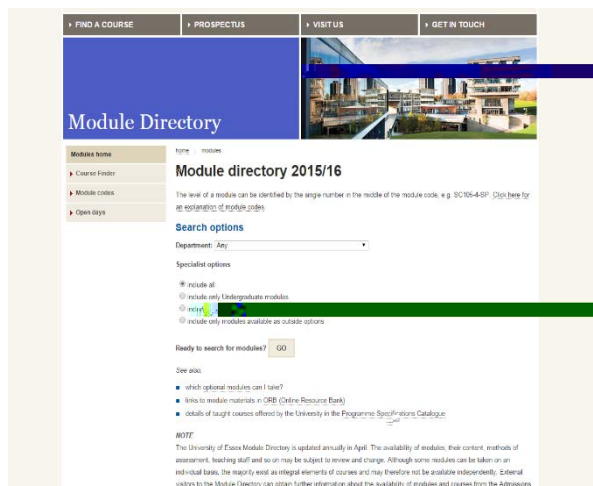 FIND A COURSE
PROSPECTUS
VISIT US
GET IN TOUCH
Module Directory
Modules home
Course Finder
Module codes
Open days
home : modules
Module directory 2015/16
The level of a module can be identified by the single number in the middle of the module code, e.g. SC105-4-SP. Click here for
an explanation of module codes.
Search options
Department: Any
Specialist options
include all
include only Undergraduate modules
include only modules available as outside options
Ready to search for modules? GO
See also:
which optional modules can I take?
links to module materials in ORB (Online Resource Bank)
details of taught courses offered by the University in the Programme Specifications Catalogue
NOTE
The University of Essex Module Directory is updated annually in April. The availability of modules, their content, methods of
assessment, teaching staff and so on may be subject to review and change. Although some modules can be taken on an
individual basis, the majority exist as integral elements of courses and may therefore not be available independently. External
visitors to the Module Directory can obtain further information about the availability of modules and courses from the Admissions